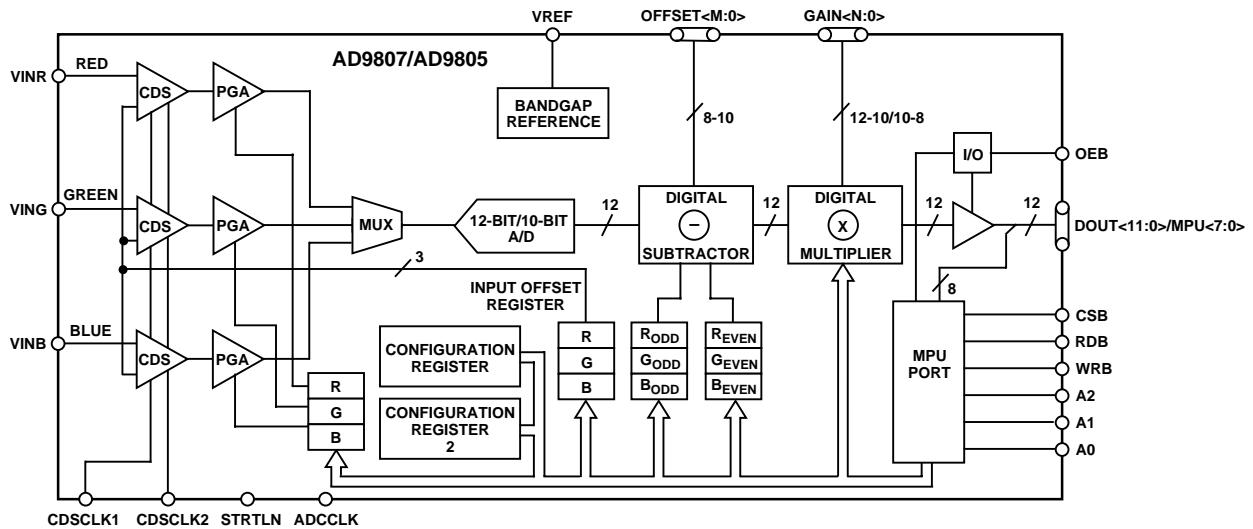 VREF
OFFSET<M:0>
GAIN<N:0>
AD9807/AD9805
VINR
RED
CDS
PGA
BANDGAP
REFERENCE
8-10
12-10/10-8
I/O
OEB
VING
GREEN
CDS
PGA
MUX
12-BIT/10-BIT
A/D
12
DIGITAL
–
SUBTRACTOR
12
DIGITAL
X
MULTIPLIER
12
12
DOUT<11:0>/MPU<7:0>
3
8
INPUT OFFSET
REGISTER
VINB
BLUE
CDS
PGA
CONFIGURATION
REGISTER
CONFIGURATION
REGISTER
2
R
G
B
R
G
B
RODD
GODD
BODD
REVEN
GEVEN
BEVEN
MPU
PORT
CSB
RDB
WRB
A2
A1
A0
CDSCLK1
CDSCLK2
STRTLN
ADCCLK